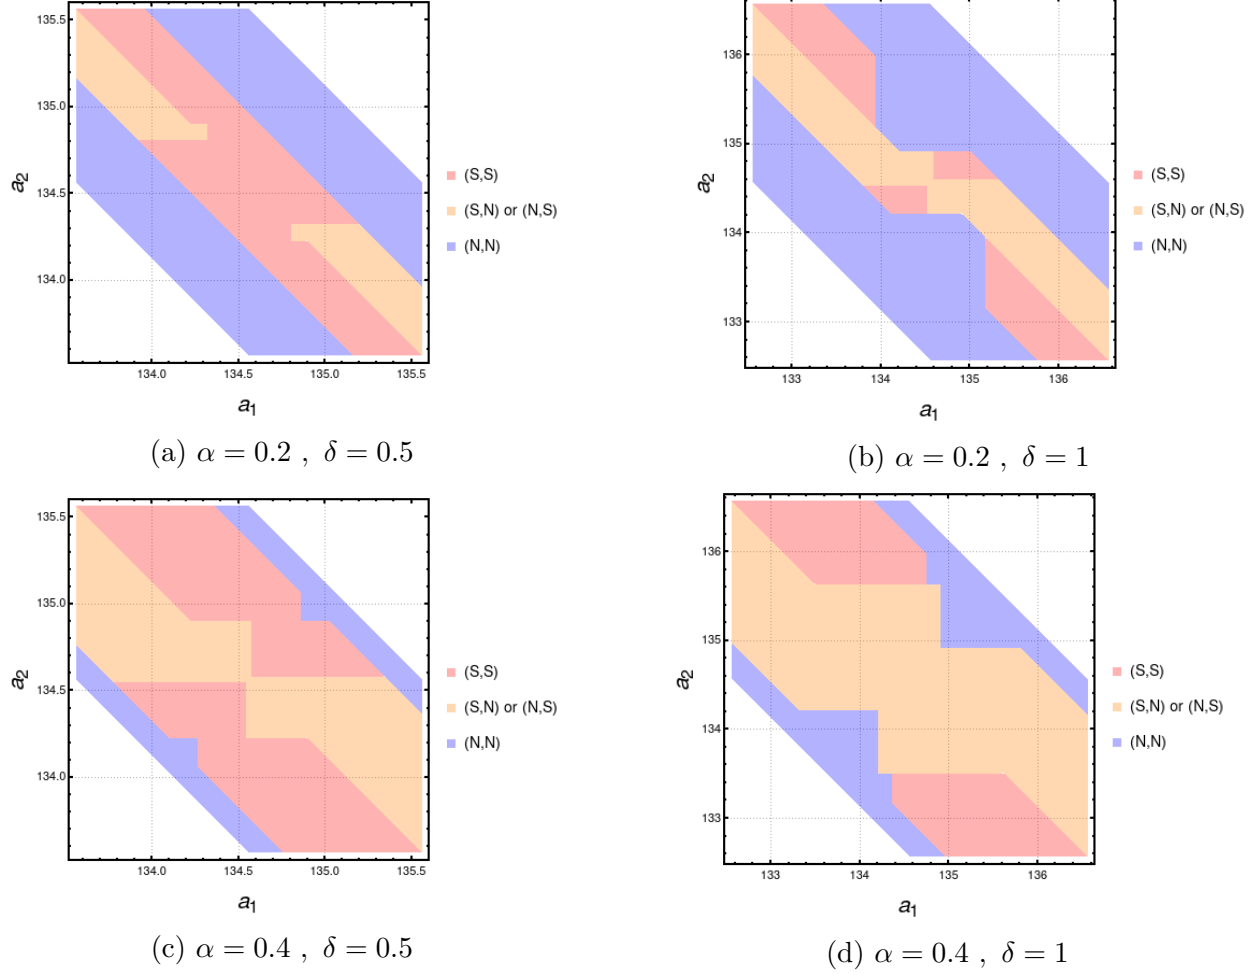 135.5
135.0
134.5
134.0
a2
134.0 134.5 135.0 135.5
a1
(S,S)
(S,N) or (N,S)
(N,N)
(a) α = 0.2 , δ = 0.5
136
135
134
133
a2
133 134 135 136
a1
(S,S)
(S,N) or (N,S)
(N,N)
(b) α = 0.2 , δ = 1
135.5
135.0
134.5
134.0
a2
134.0 134.5 135.0 135.5
a1
(S,S)
(S,N) or (N,S)
(N,N)
(c) α = 0.4 , δ = 0.5
136
135
134
133
a2
133 134 135 136
a1
(S,S)
(S,N) or (N,S)
(N,N)
(d) α = 0.4 , δ = 1